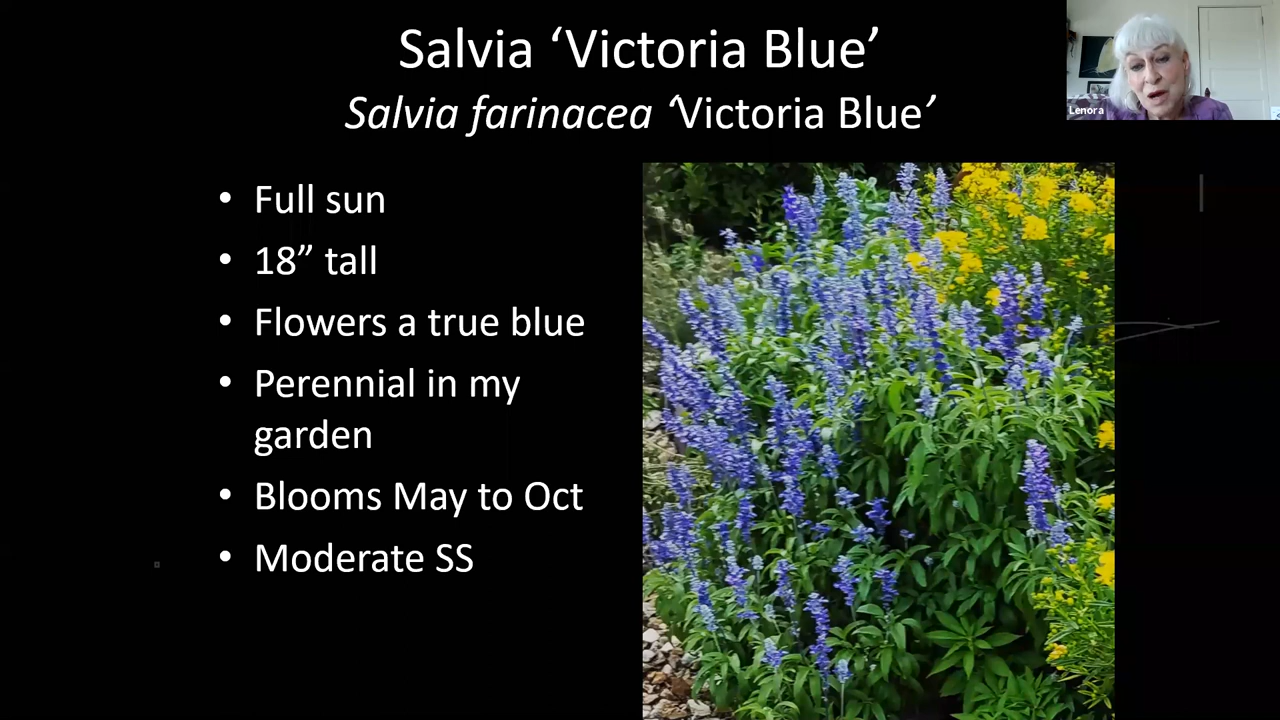 Salvia ‘Victoria Blue’
Salvia farinacea ‘Victoria Blue’
Lenora
• Full sun
• 18” tall
• Flowers a true blue
• Perennial in my
garden
• Blooms May to Oct
• Moderate SS